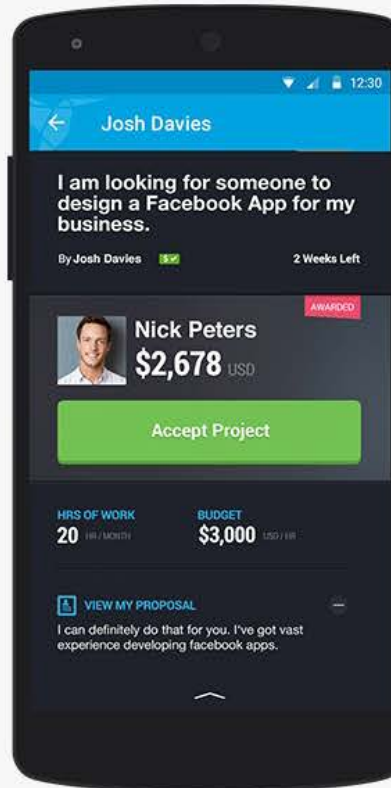 12:30
Josh Davies
I am looking for someone to
design a Facebook App for my
business.
By Josh Davies $ 2 Weeks Left
AWARDED
Nick Peters
$2,678 USD
Accept Project
HRS OF WORK BUDGET
20 HR / MONTH $3,000 USD / HR
VIEW MY PROPOSAL
I can definitely do that for you. I've got vast
experience developing facebook apps.